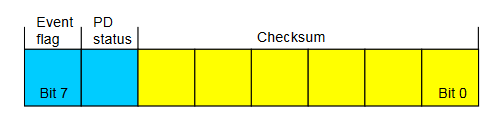 Event flag
PD status
Checksum
Bit 7
Bit 0